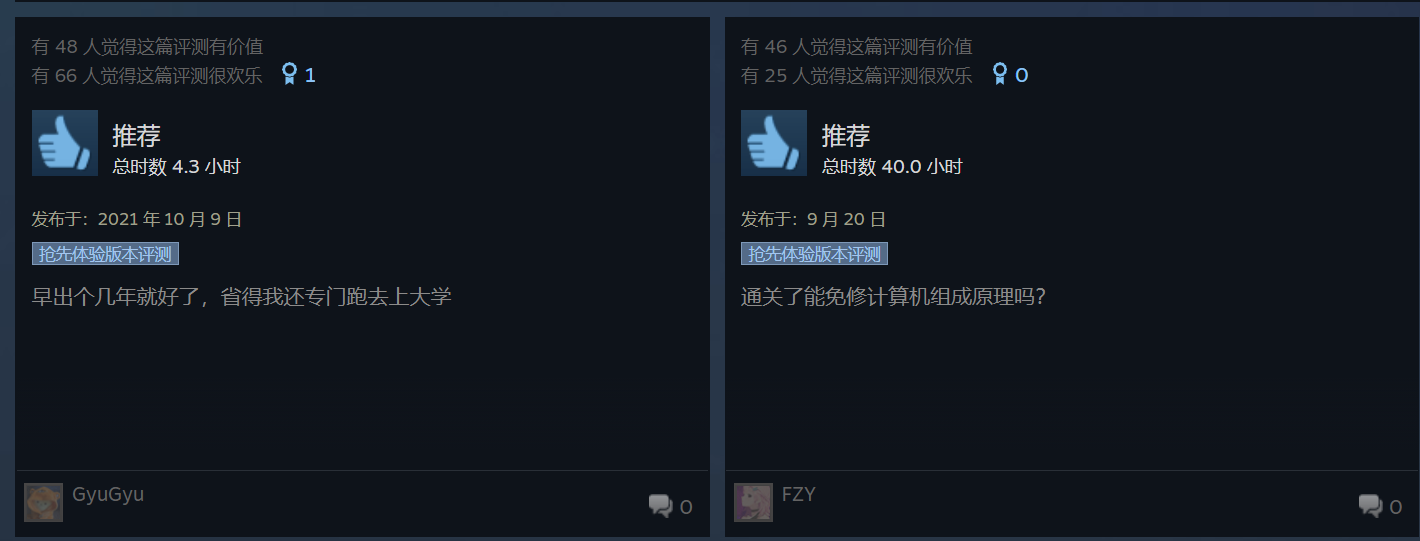 有 48 人觉得这篇评测有价值
有 66 人觉得这篇评测很欢乐 1
推荐
总时数 4.3 小时
发布于：2021 年 10 月 9 日
抢先体验版本评测
早出个几年就好了，省得我还专门跑去上大学
GyuGyu
0
有 46 人觉得这篇评测有价值
有 25 人觉得这篇评测很欢乐 0
推荐
总时数 40.0 小时
发布于：9 月 20 日
抢先体验版本评测
通关了能免修计算机组成原理吗？
FZY
0